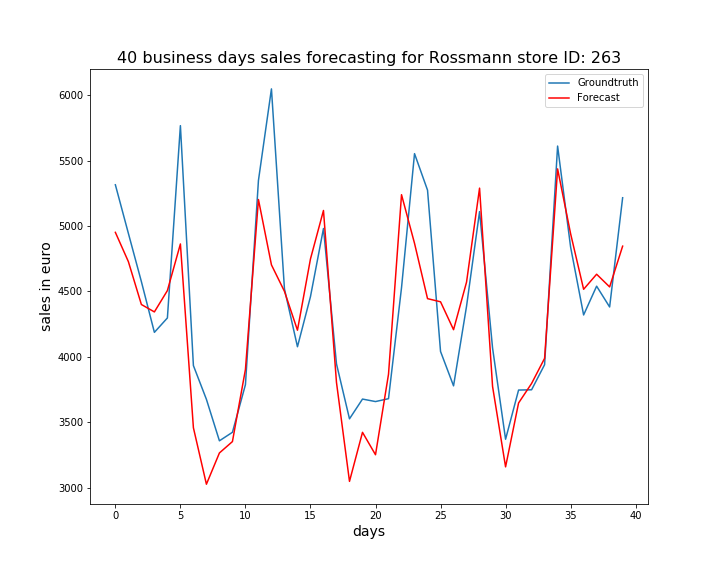 40 business days sales forecasting for Rossmann store ID: 263
Groundtruth
Forecast
sales in euro
6000
5500
5000
4500
4000
3500
3000
0 5 10 15 20 25 30 35 40
days